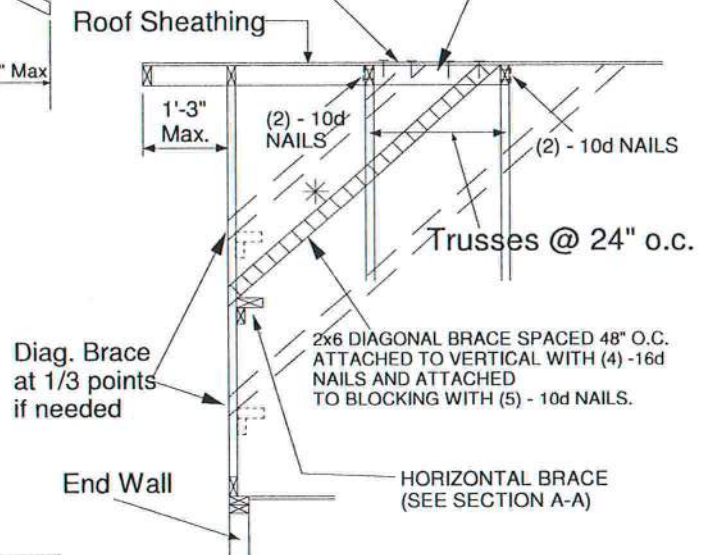 Roof Sheathing
" Max
1'-3"
Max.
(2) - 10d
NAILS
(2) - 10d NAILS
Trusses @ 24" o.c.
2x6 DIAGONAL BRACE SPACED 48" O.C.
ATTACHED TO VERTICAL WITH (4) -16d
NAILS AND ATTACHED
TO BLOCKING WITH (5) - 10d NAILS.
Diag. Brace
at 1/3 points
if needed
End Wall
HORIZONTAL BRACE
(SEE SECTION A-A)